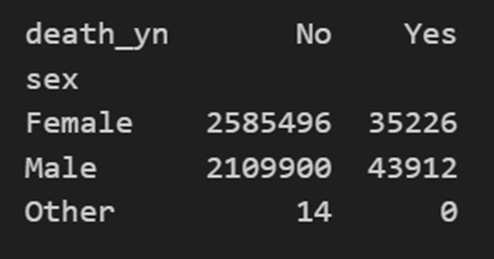 death_yn No Yes
sex
Female 2585496 35226
Male 2109900 43912
Other 14 0